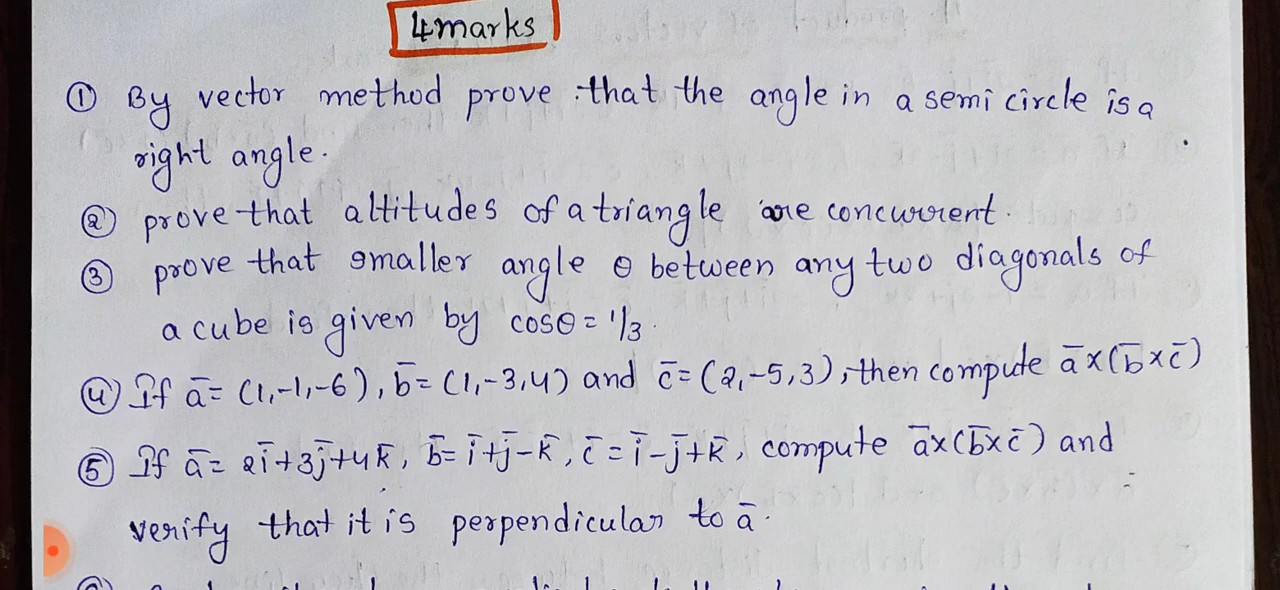 4marks
① By vector method prove that the angle in a semi circle is a
right angle.
② prove that altitudes of a triangle are concurrent.
③ prove that smaller angle θ between any two diagonals of
a cube is given by cosθ = 1/3.
④ If a̅ = (1,-1,-6), b̅ = (1,-3,4) and c̅ = (2,-5,3), then compute a̅x(b̅xc̅)
⑤ If a̅ = 2i̅+3j̅+4k̅, b̅ = i̅+j̅-k̅, c̅ = i̅-j̅+k̅, compute a̅x(b̅xc̅) and
verify that it is perpendicular to a̅.